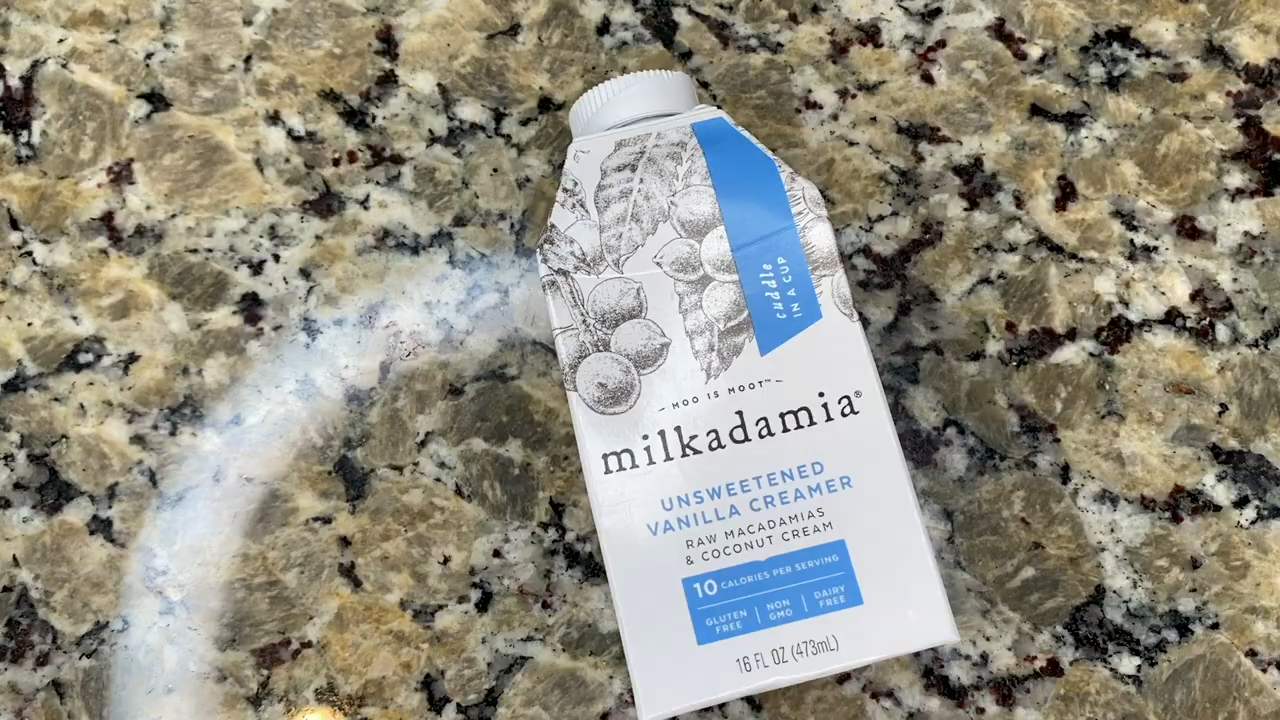 cuddle
IN A CUP
— MOO IS MOOT™ —
milkadamia®
UNSWEETENED
VANILLA CREAMER
RAW MACADAMIAS
& COCONUT CREAM
10 CALORIES PER SERVING
GLUTEN FREE | NON GMO | DAIRY FREE
16 FL OZ (473mL)